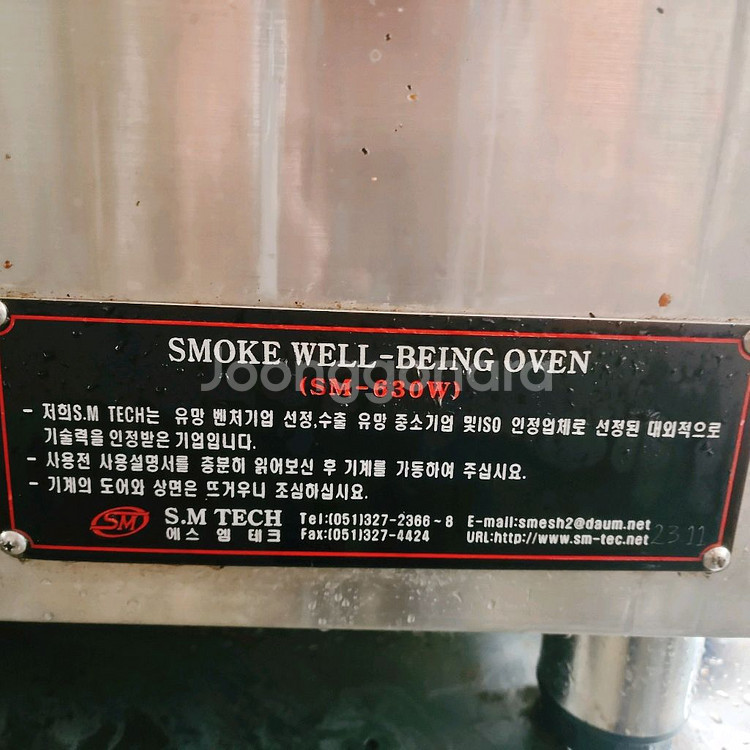 SMOKE WELL-BEING OVEN
Joonggonara
(SM-630W)
- 저희S.M TECH는 유망 벤처기업 선정,수출 유망 중소기업 및ISO 인정업체로 선정된 대외적으로
기술력을인정받은기업입니다.
- 사용전 사용설명서를 충분히 읽어보신 후 기계를 가동하여 주십시요.
- 기계의 도어와 상면은 뜨거우니 조심하십시요.
SM S.M TECH Tel:(051)327-2366~8 E-mail:smesh2@daum.net
에스 엠 테크 Fax:(051)327-4424 URL:http://www.sm-tec.net 23 11